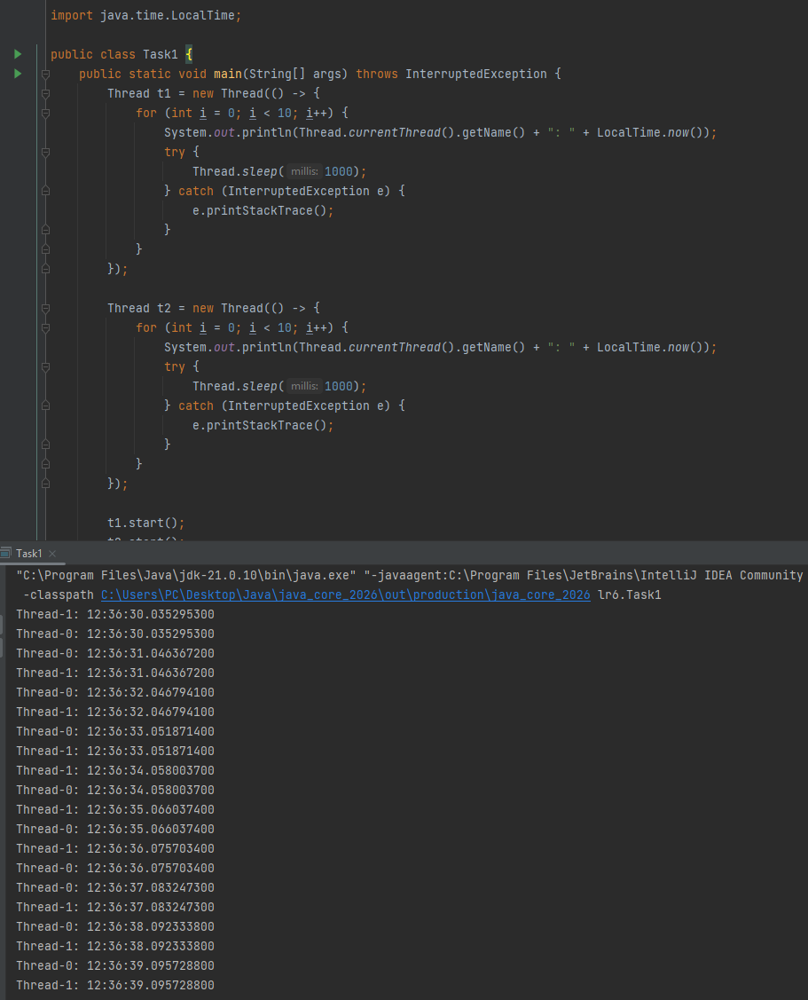 import java.time.LocalTime;
public class Task1 {
public static void main(String[] args) throws InterruptedException {
Thread t1 = new Thread(() -> {
for (int i = 0; i < 10; i++) {
System.out.println(Thread.currentThread().getName() + ": " + LocalTime.now());
try {
Thread.sleep( millis: 1000);
} catch (InterruptedException e) {
e.printStackTrace();
}
}
});
Thread t2 = new Thread(() -> {
for (int i = 0; i < 10; i++) {
System.out.println(Thread.currentThread().getName() + ": " + LocalTime.now());
try {
Thread.sleep( millis: 1000);
} catch (InterruptedException e) {
e.printStackTrace();
}
}
});
t1.start();
t2.start();
Task1
"C:\Program Files\Java\jdk-21.0.10\bin\java.exe" "-javaagent:C:\Program Files\JetBrains\IntelliJ IDEA Community
-classpath C:\Users\PC\Desktop\Java\java_core_2026\out\production\java_core_2026 lr6.Task1
Thread-1: 12:36:30.035295300
Thread-0: 12:36:30.035295300
Thread-0: 12:36:31.046367200
Thread-1: 12:36:31.046367200
Thread-0: 12:36:32.046794100
Thread-1: 12:36:32.046794100
Thread-0: 12:36:33.051871400
Thread-1: 12:36:33.051871400
Thread-1: 12:36:34.058003700
Thread-0: 12:36:34.058003700
Thread-1: 12:36:35.066037400
Thread-0: 12:36:35.066037400
Thread-1: 12:36:36.075703400
Thread-0: 12:36:36.075703400
Thread-0: 12:36:37.083247300
Thread-1: 12:36:37.083247300
Thread-0: 12:36:38.092333800
Thread-1: 12:36:38.092333800
Thread-0: 12:36:39.095728800
Thread-1: 12:36:39.095728800